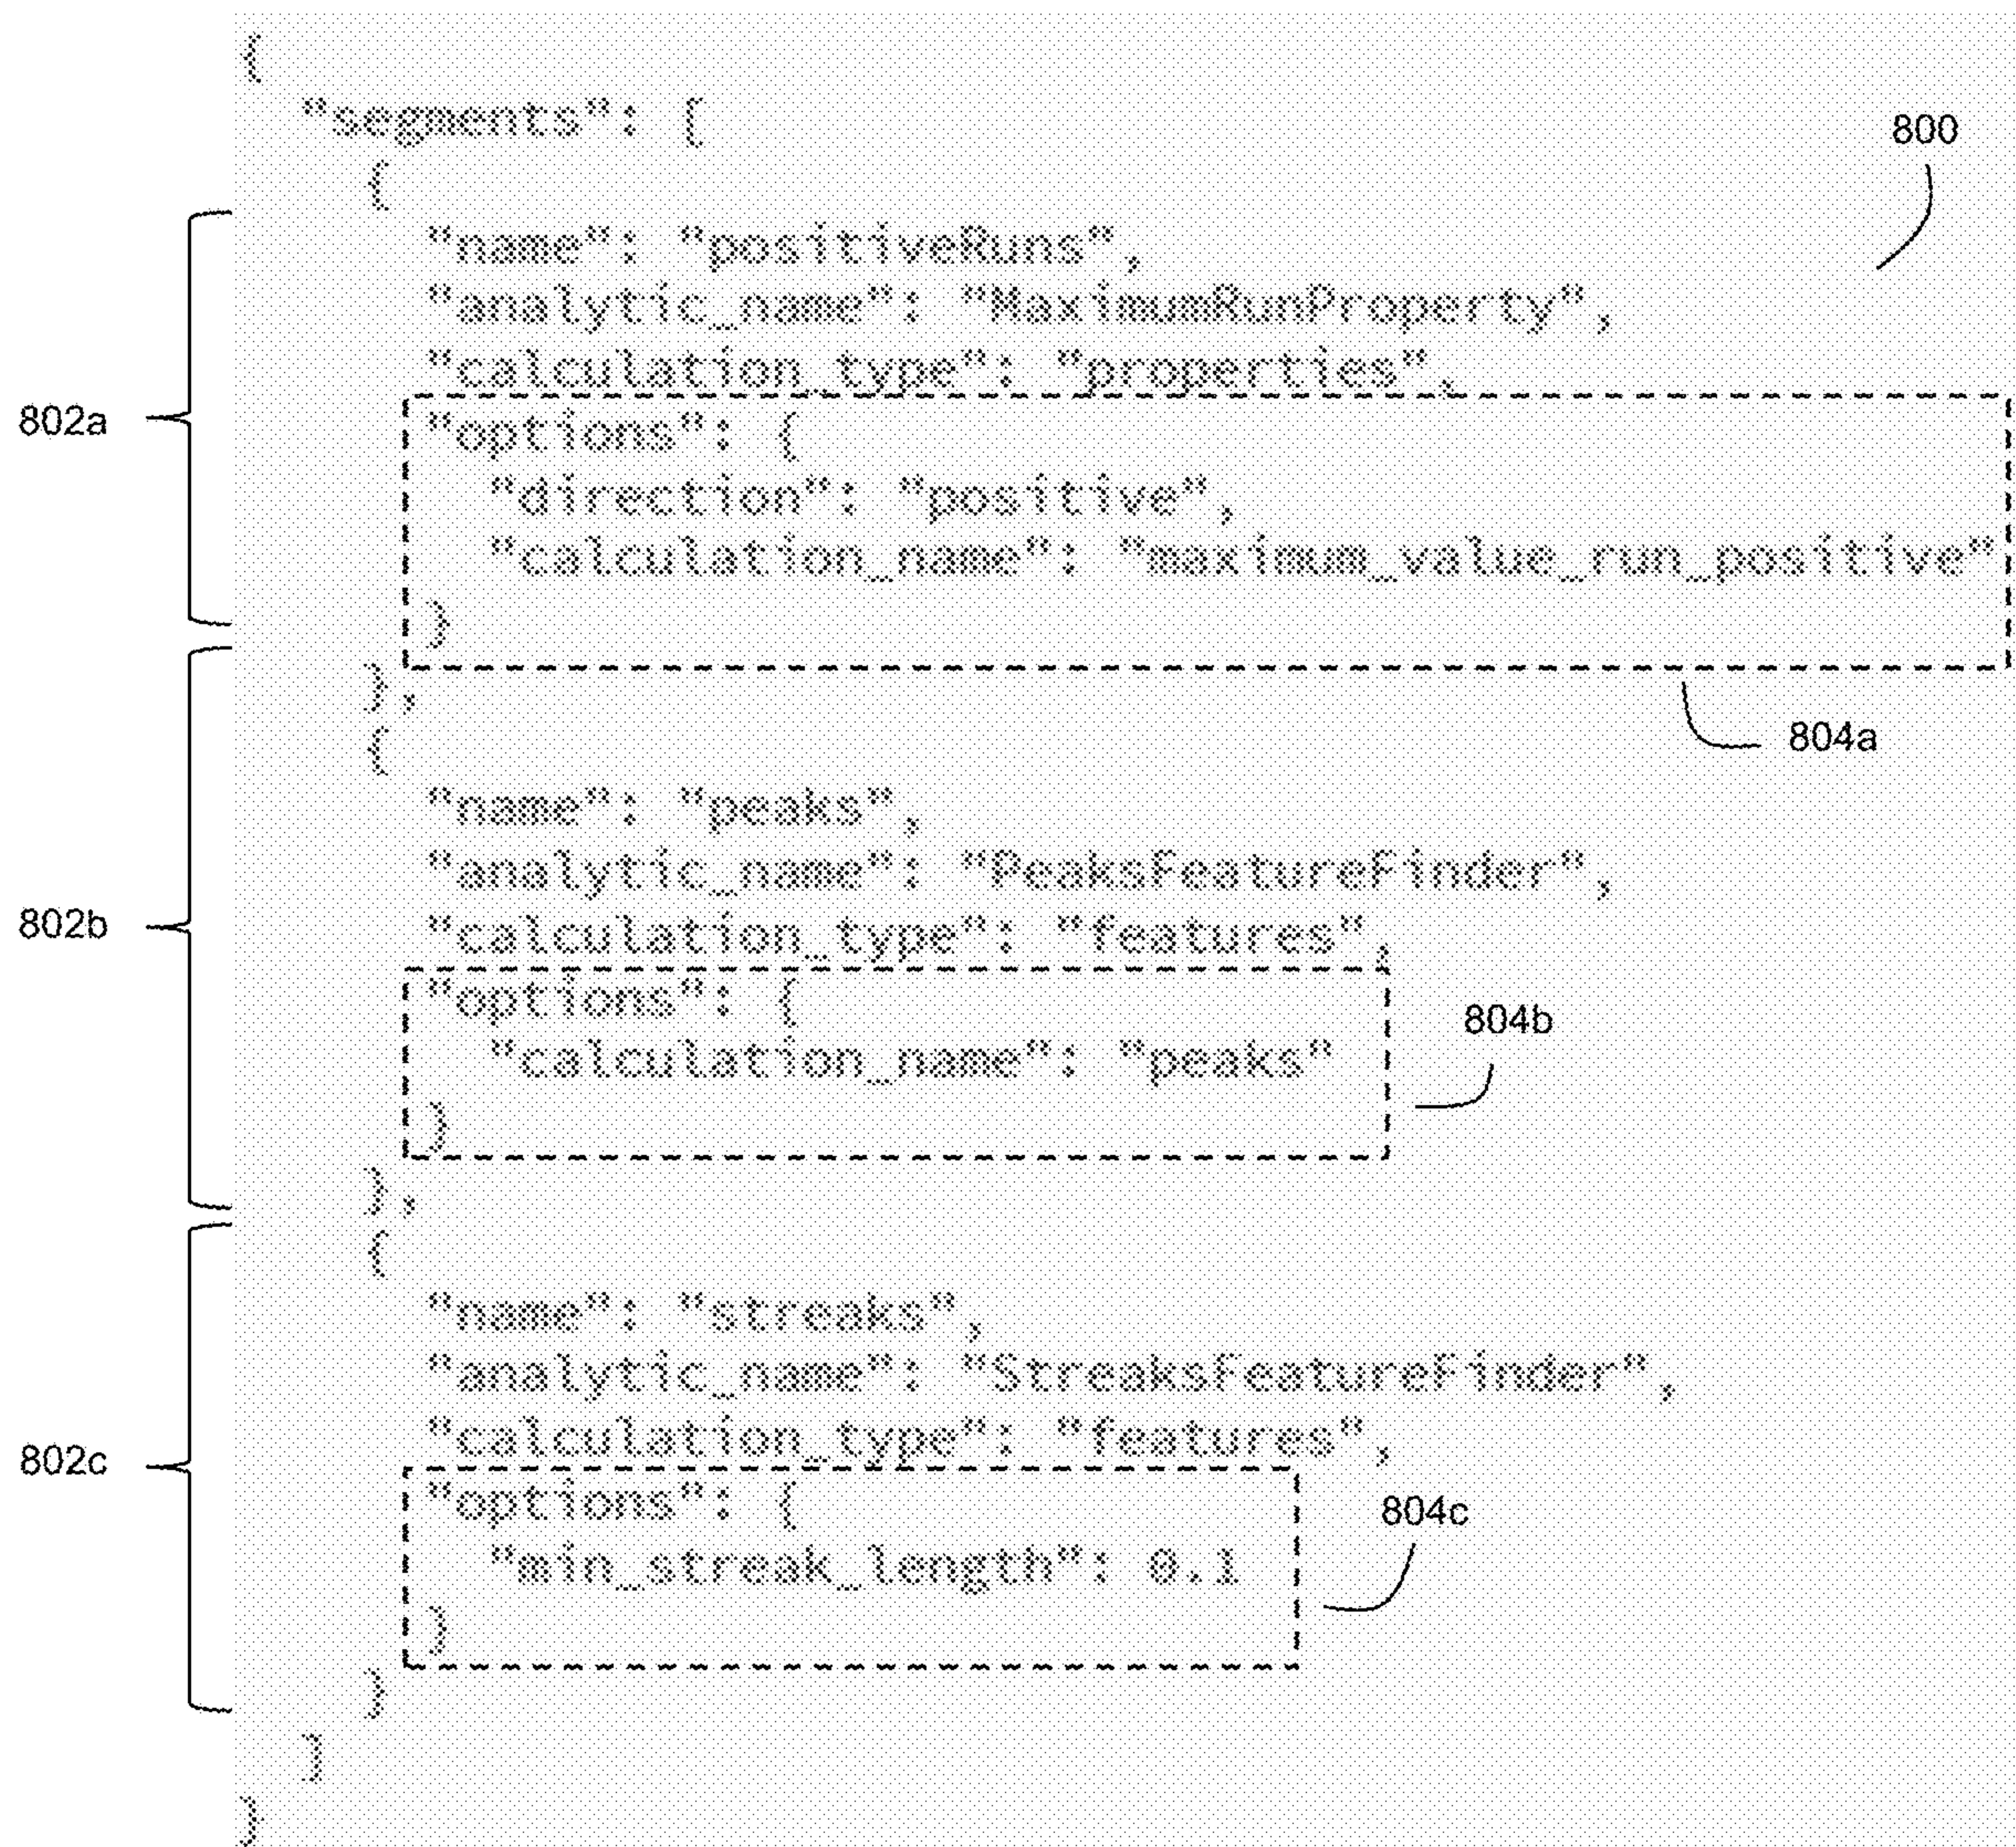 {
"segments": [
800
{
"name": "positiveRuns",
"analytic_name": "MaximumRunProperty",
"calculation_type": "properties",
802a
"options": {
"direction": "positive",
"calculation_name": "maximum_value_run_positive"
}
},
804a
{
"name": "peaks",
"analytic_name": "PeaksFeatureFinder",
802b
"calculation_type": "features",
"options": {
804b
"calculation_name": "peaks"
}
},
{
"name": "streaks",
"analytic_name": "StreaksFeatureFinder",
"calculation_type": "features",
802c
"options": {
804c
"min_streak_length": 0.1
}
}
]
}